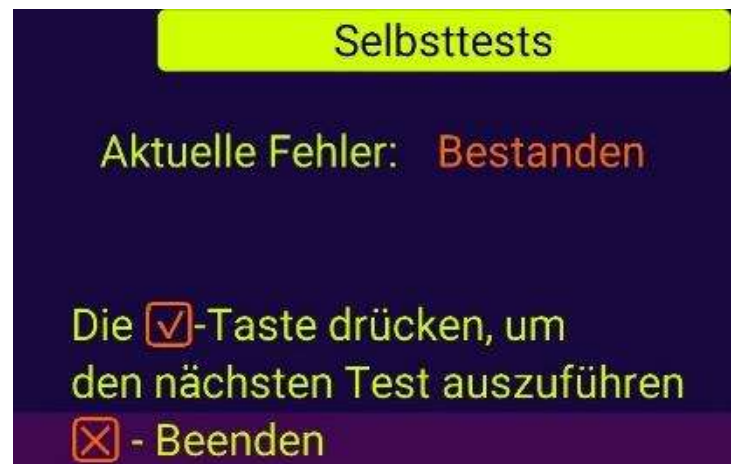 Selbsttests
Aktuelle Fehler: Bestanden
Die ☑-Taste drücken, um
den nächsten Test auszuführen
☒ - Beenden